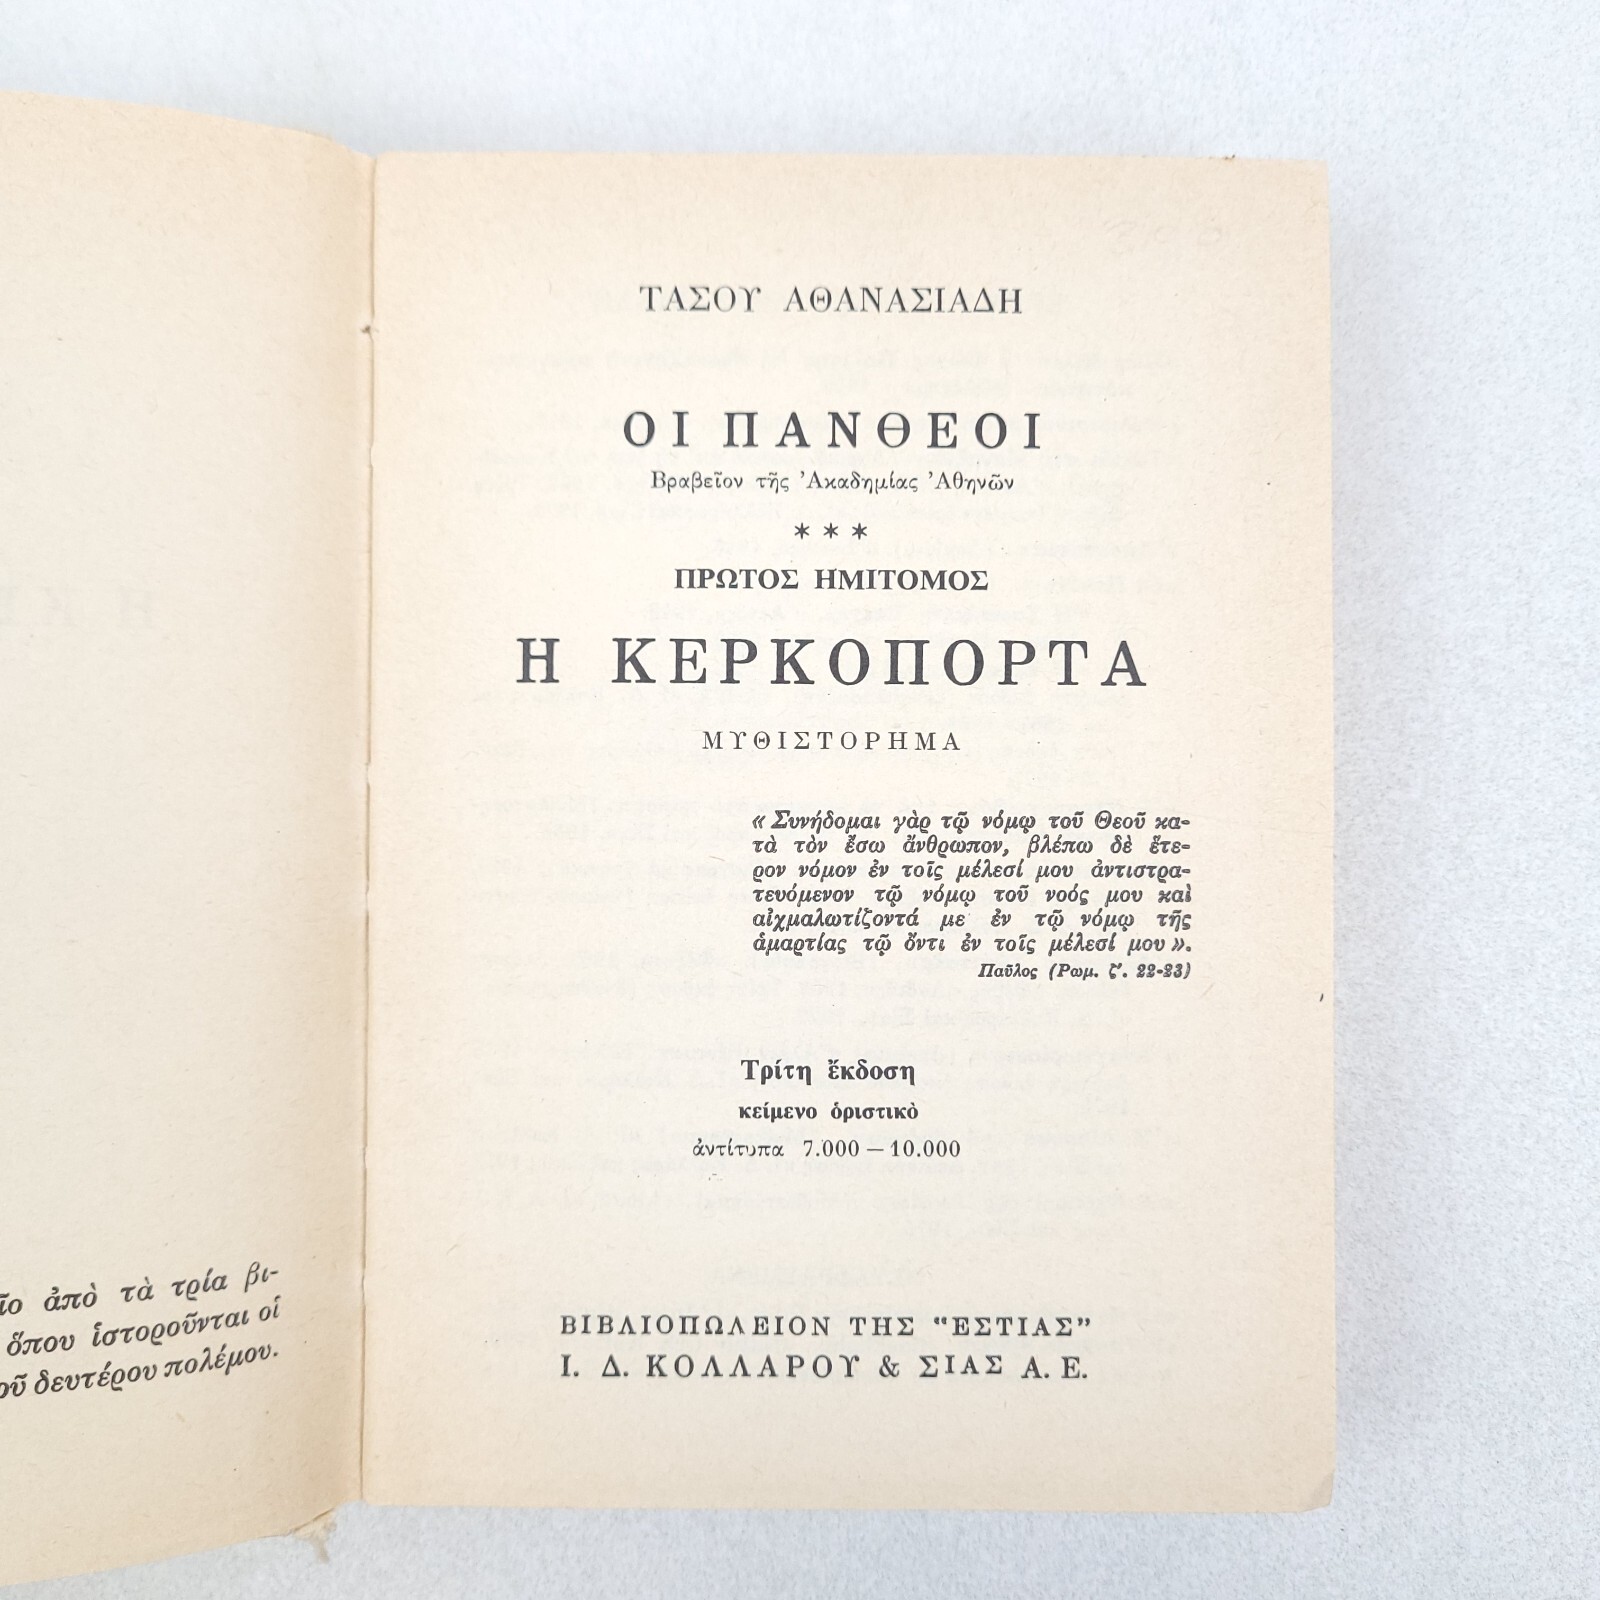 ἀπὸ τὰ τρία βι-
ὅπου ἱστοροῦνται οἱ
δευτέρου πολέμου.
ΤΑΣΟΥ ΑΘΑΝΑΣΙΑΔΗ
ΟΙ ΠΑΝΘΕΟΙ
Βραβεῖον τῆς Ἀκαδημίας Ἀθηνῶν
***
ΠΡΩΤΟΣ ΗΜΙΤΟΜΟΣ
Η ΚΕΡΚΟΠΟΡΤΑ
ΜΥΘΙΣΤΟΡΗΜΑ
«Συνήδομαι γὰρ τῷ νόμῳ τοῦ Θεοῦ κα-
τὰ τὸν ἔσω ἄνθρωπον, βλέπω δὲ ἕτε-
ρον νόμον ἐν τοῖς μέλεσί μου ἀντιστρα-
τευόμενον τῷ νόμῳ τοῦ νοός μου καὶ
αἰχμαλωτίζοντά με ἐν τῷ νόμῳ τῆς
ἁμαρτίας τῷ ὄντι ἐν τοῖς μέλεσί μου».
Παῦλος (Ρωμ. ζ'. 22-23)
Τρίτη ἔκδοση
κείμενο ὁριστικὸ
ἀντίτυπα 7.000 — 10.000
ΒΙΒΛΙΟΠΩΛΕΙΟΝ ΤΗΣ "ΕΣΤΙΑΣ"
Ι. Δ. ΚΟΛΛΑΡΟΥ & ΣΙΑΣ Α.Ε.